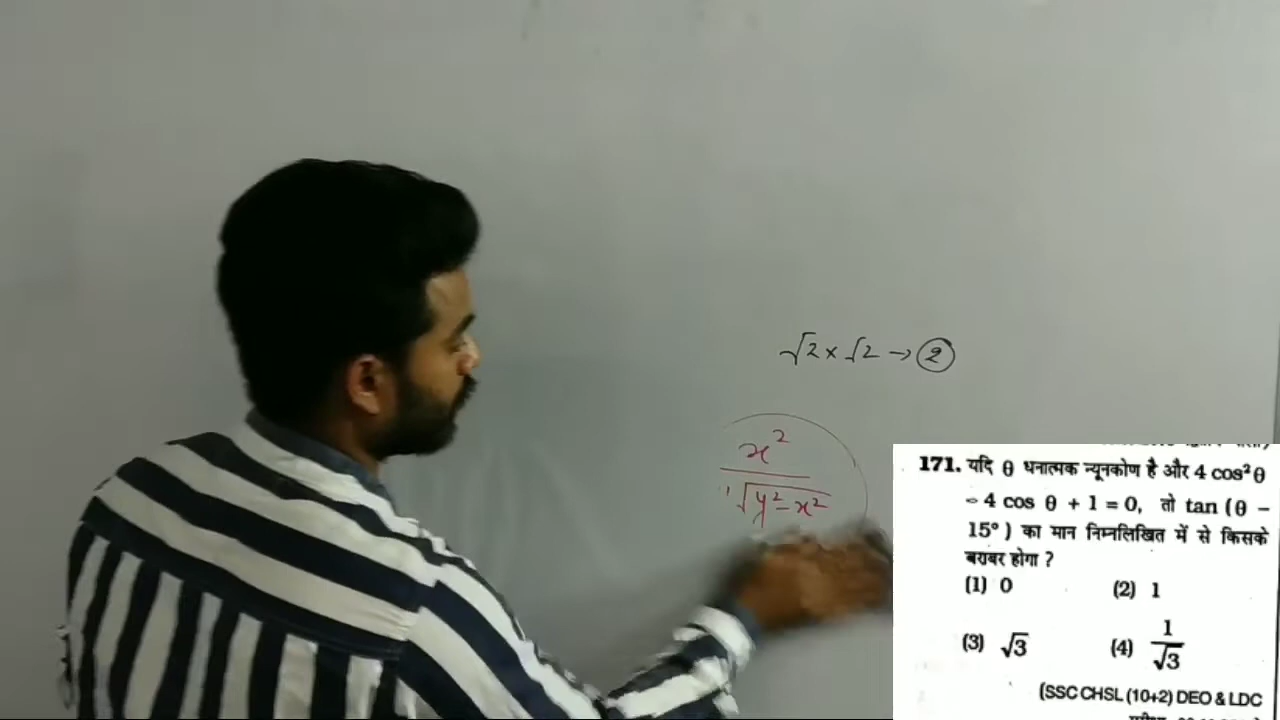 √2 × √2 → 2
x²
√y² - x²
171. यदि θ धनात्मक न्यूनकोण है और 4 cos² θ
- 4 cos θ + 1 = 0, तो tan (θ -
15°) का मान निम्नलिखित में से किसके
बराबर होगा ?
(1) 0 (2) 1
(3) √3 (4) 1/√3
(SSC CHSL (10+2) DEO & LDC